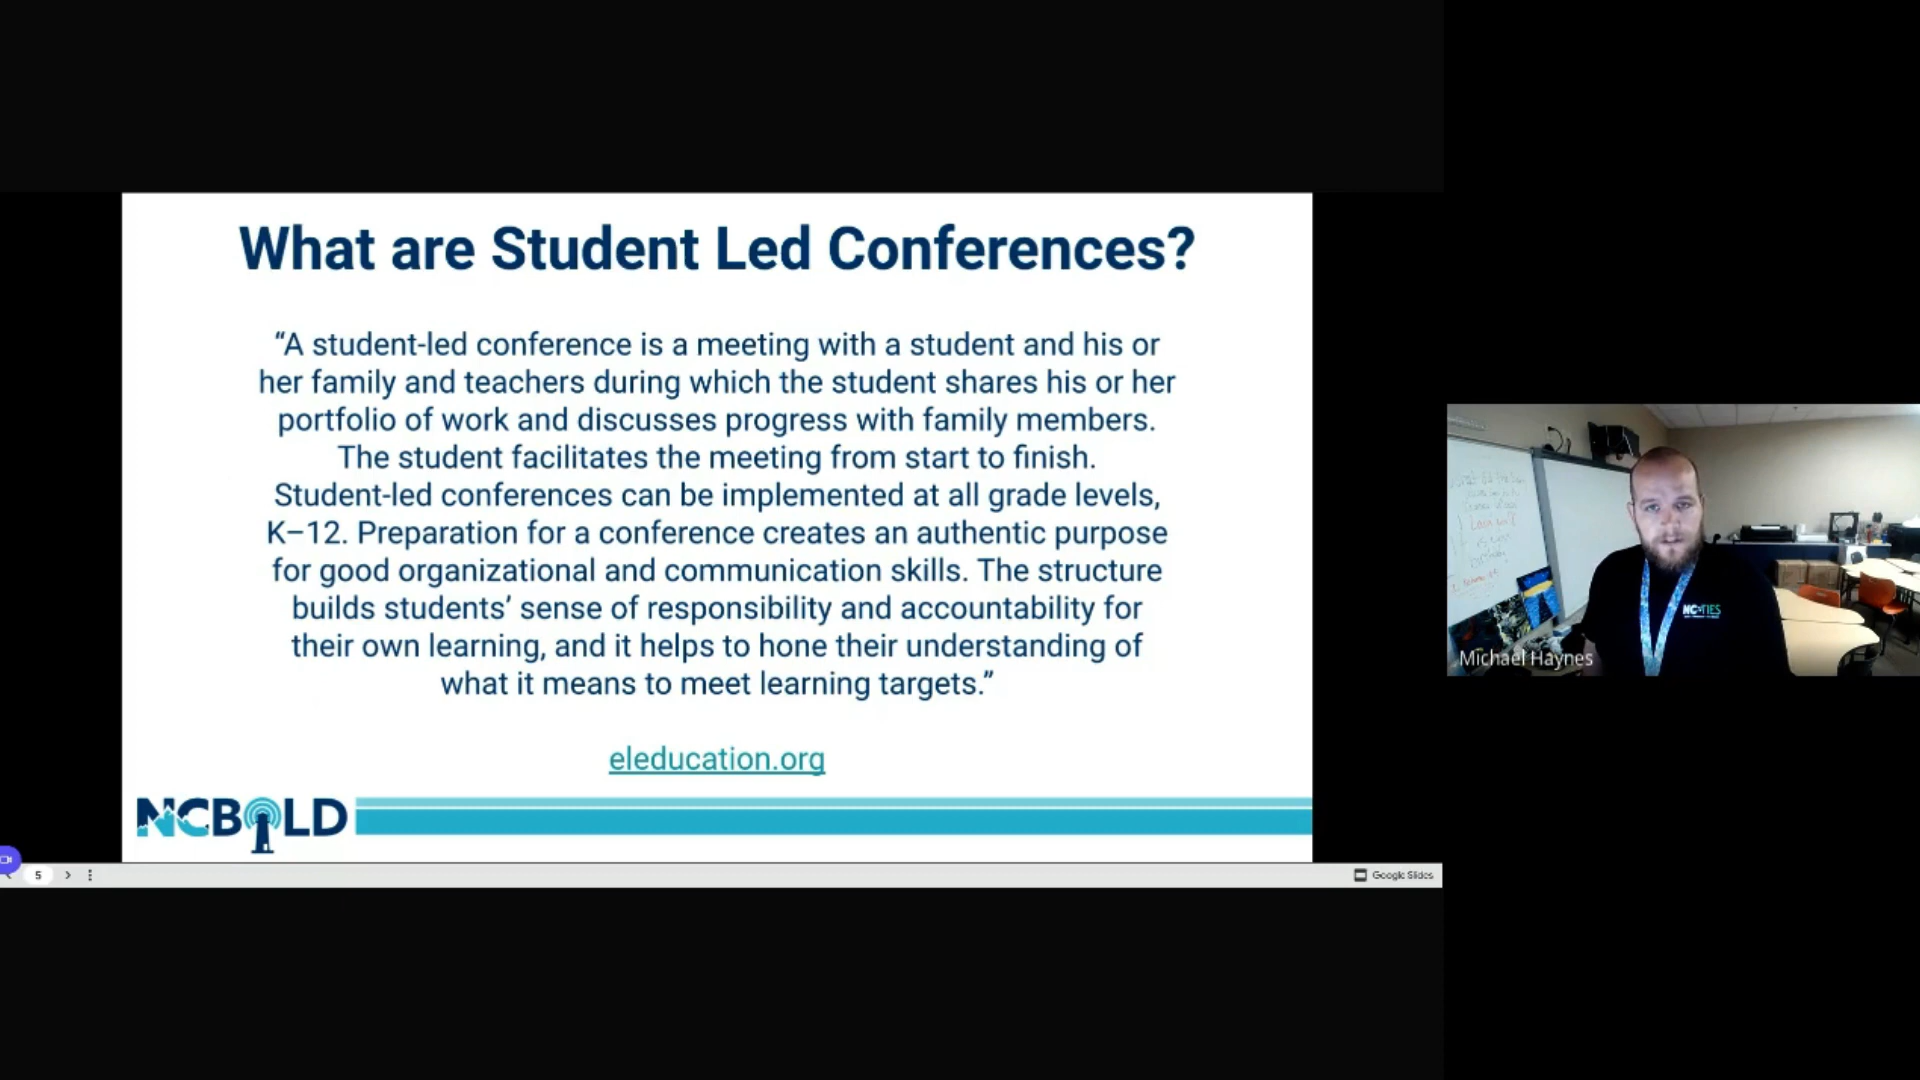 What are Student Led Conferences?
“A student-led conference is a meeting with a student and his or
her family and teachers during which the student shares his or her
portfolio of work and discusses progress with family members.
The student facilitates the meeting from start to finish.
Student-led conferences can be implemented at all grade levels,
K–12. Preparation for a conference creates an authentic purpose
for good organizational and communication skills. The structure
builds students’ sense of responsibility and accountability for
their own learning, and it helps to hone their understanding of
what it means to meet learning targets.”
eleducation.org
NCBOLD
5
Google Slides
NCTIES
Michael Haynes